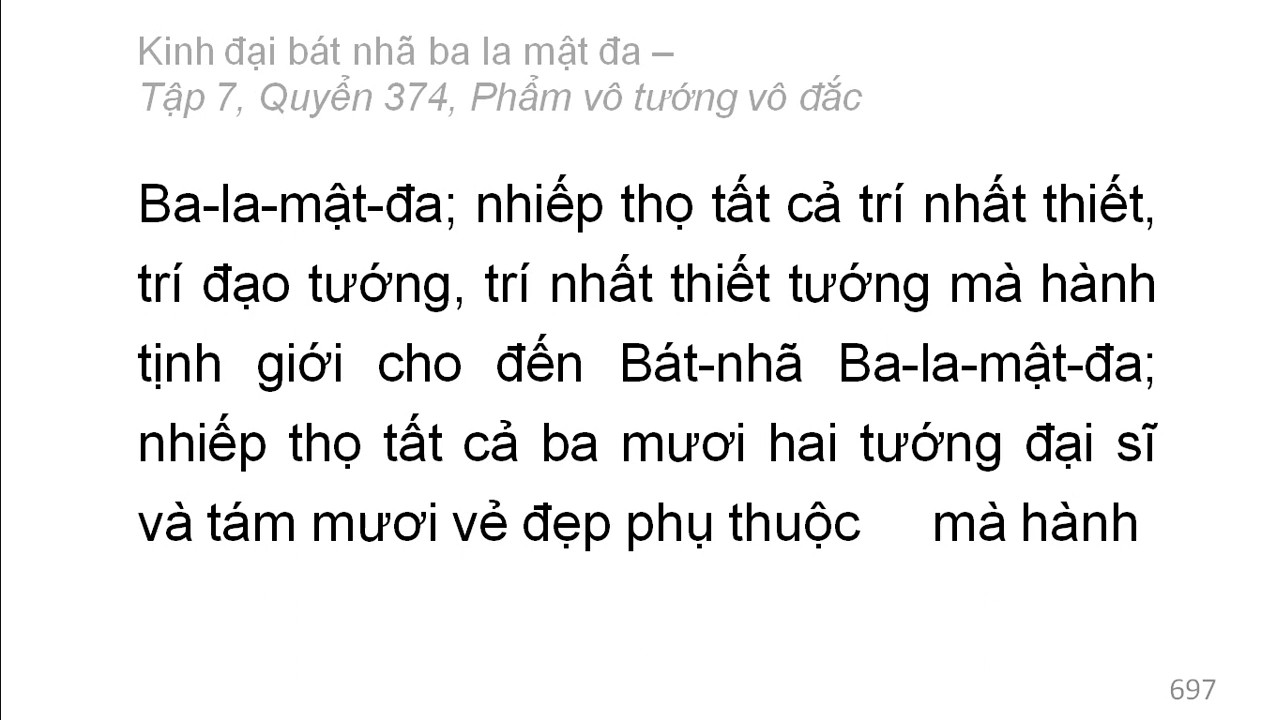 Kinh đại bát nhã ba la mật đa –
Tập 7, Quyển 374, Phẩm vô tướng vô đắc
Ba-la-mật-đa; nhiếp thọ tất cả trí nhất thiết,
trí đạo tướng, trí nhất thiết tướng mà hành
tịnh giới cho đến Bát-nhã Ba-la-mật-đa;
nhiếp thọ tất cả ba mươi hai tướng đại sĩ
và tám mươi vẻ đẹp phụ thuộc mà hành
697